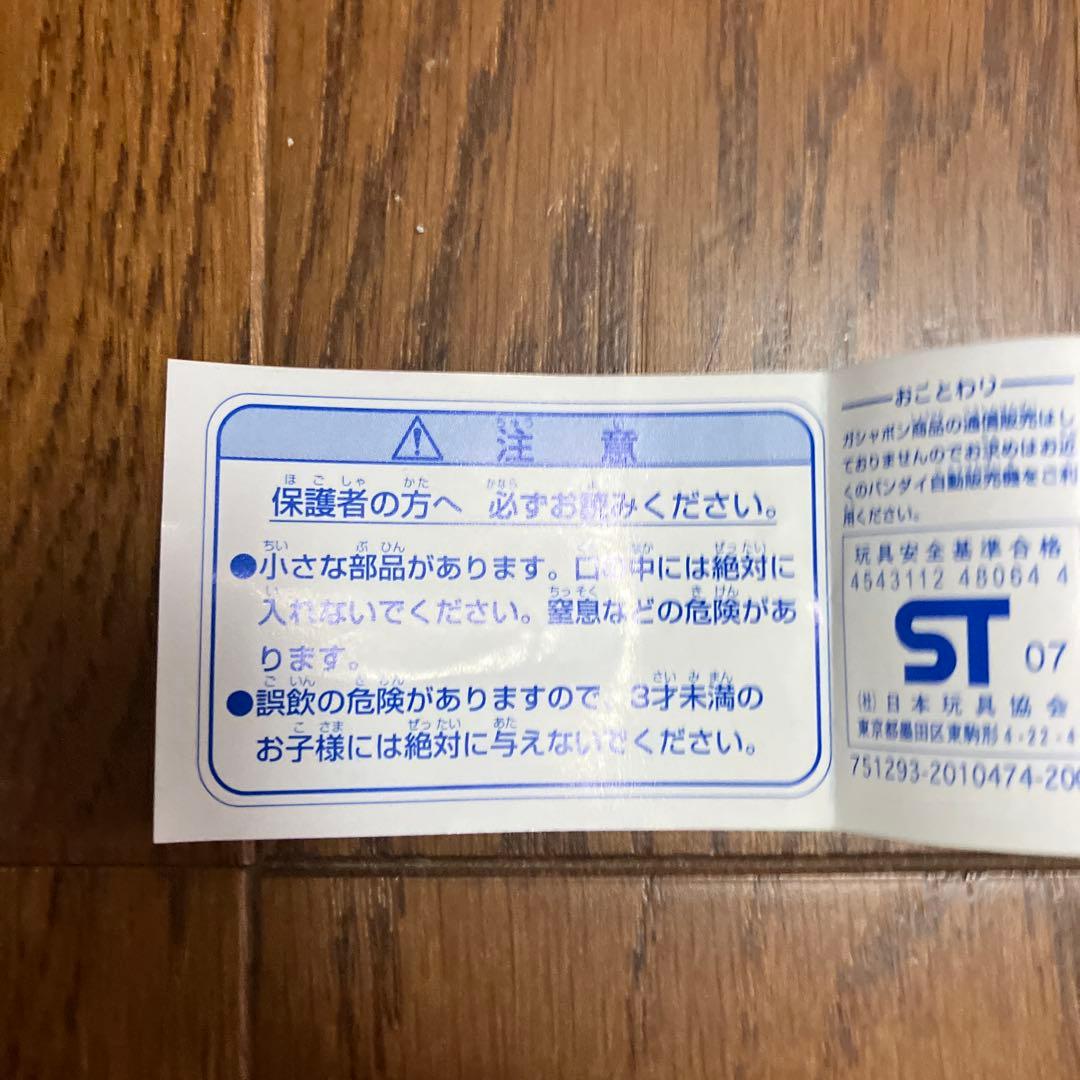 注意
保護者の方へ 必ずお読みください。
●小さな部品があります。口の中には絶対に
入れないでください。窒息などの危険があ
ります。
●誤飲の危険がありますので、3才未満の
お子様には絶対に与えないでください。
おことわり
ガシャポン商品の通信販売はし
ておりませんのでお求めはお近
くのバンダイ自動販売機をご利
用ください。
玩具安全基準合格
4543112 48064 4
ST 07
(社)日本玩具協会
東京都墨田区東駒形4-22-4
751293-2010474-200